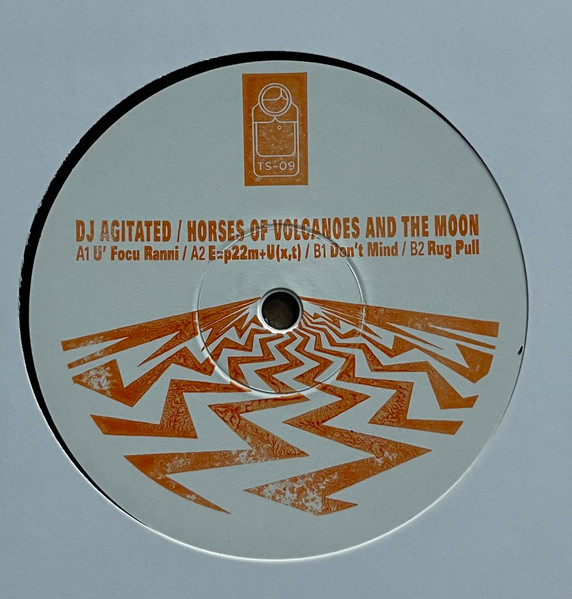 TS-09
DJ AGITATED / HORSES OF VOLCANOES AND THE MOON
A1 U' Focu Ranni / A2 E=p22m+U(x,t) / B1 Don't Mind / B2 Rug Pull